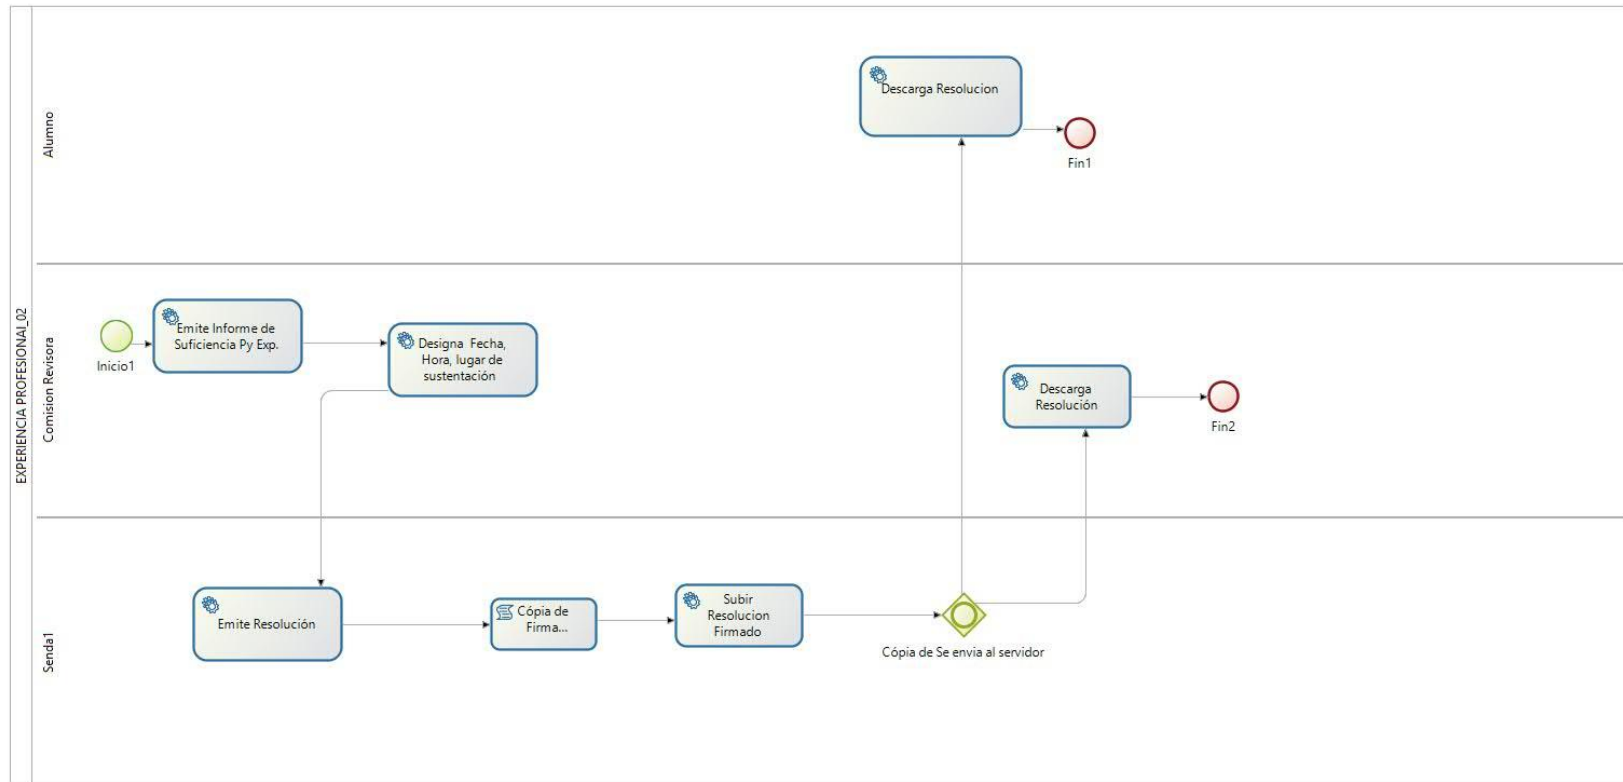 EXPERIENCIA PROFESIONAl_02
Alumno
Descarga Resolucion
Fin1
Comision Revisora
Inicio1
Emite Informe de
Suficiencia Py Exp.
Designa Fecha,
Hora, lugar de
sustentación
Descarga
Resolución
Fin2
Senda1
Emite Resolución
Cópia de
Firma...
Subir
Resolucion
Firmado
Cópia de Se envia al servidor